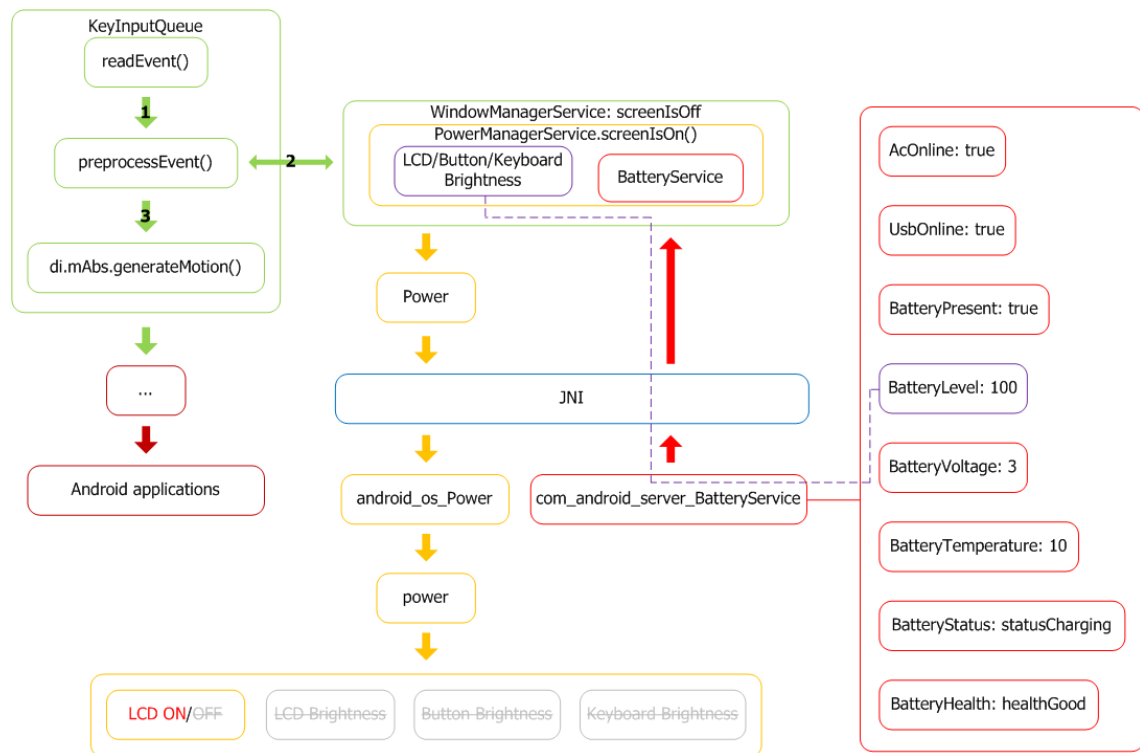 KeyInputQueue
readEvent()
1
preprocessEvent()
2
3
di.mAbs.generateMotion()
...
Android applications
WindowManagerService: screenIsOff
PowerManagerService.screenIsOn()
LCD/Button/Keyboard
Brightness
BatteryService
Power
JNI
android_os_Power
com_android_server_BatteryService
power
LCD ON/OFF
LCD Brightness
Button Brightness
Keyboard Brightness
AcOnline: true
UsbOnline: true
BatteryPresent: true
BatteryLevel: 100
BatteryVoltage: 3
BatteryTemperature: 10
BatteryStatus: statusCharging
BatteryHealth: healthGood